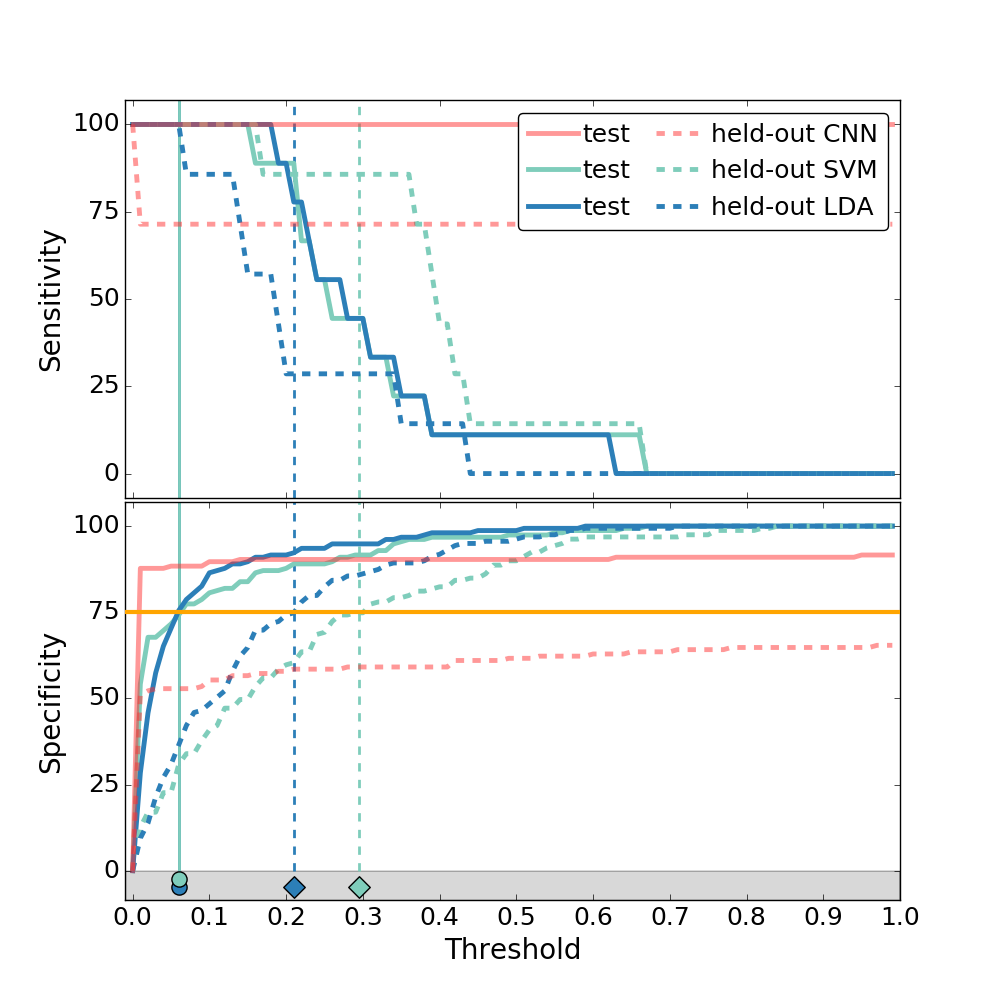 100
75
50
25
0
Sensitivity
test held-out CNN
test held-out SVM
test held-out LDA
100
75
50
25
0
Specificity
0.0 0.1 0.2 0.3 0.4 0.5 0.6 0.7 0.8 0.9 1.0
Threshold